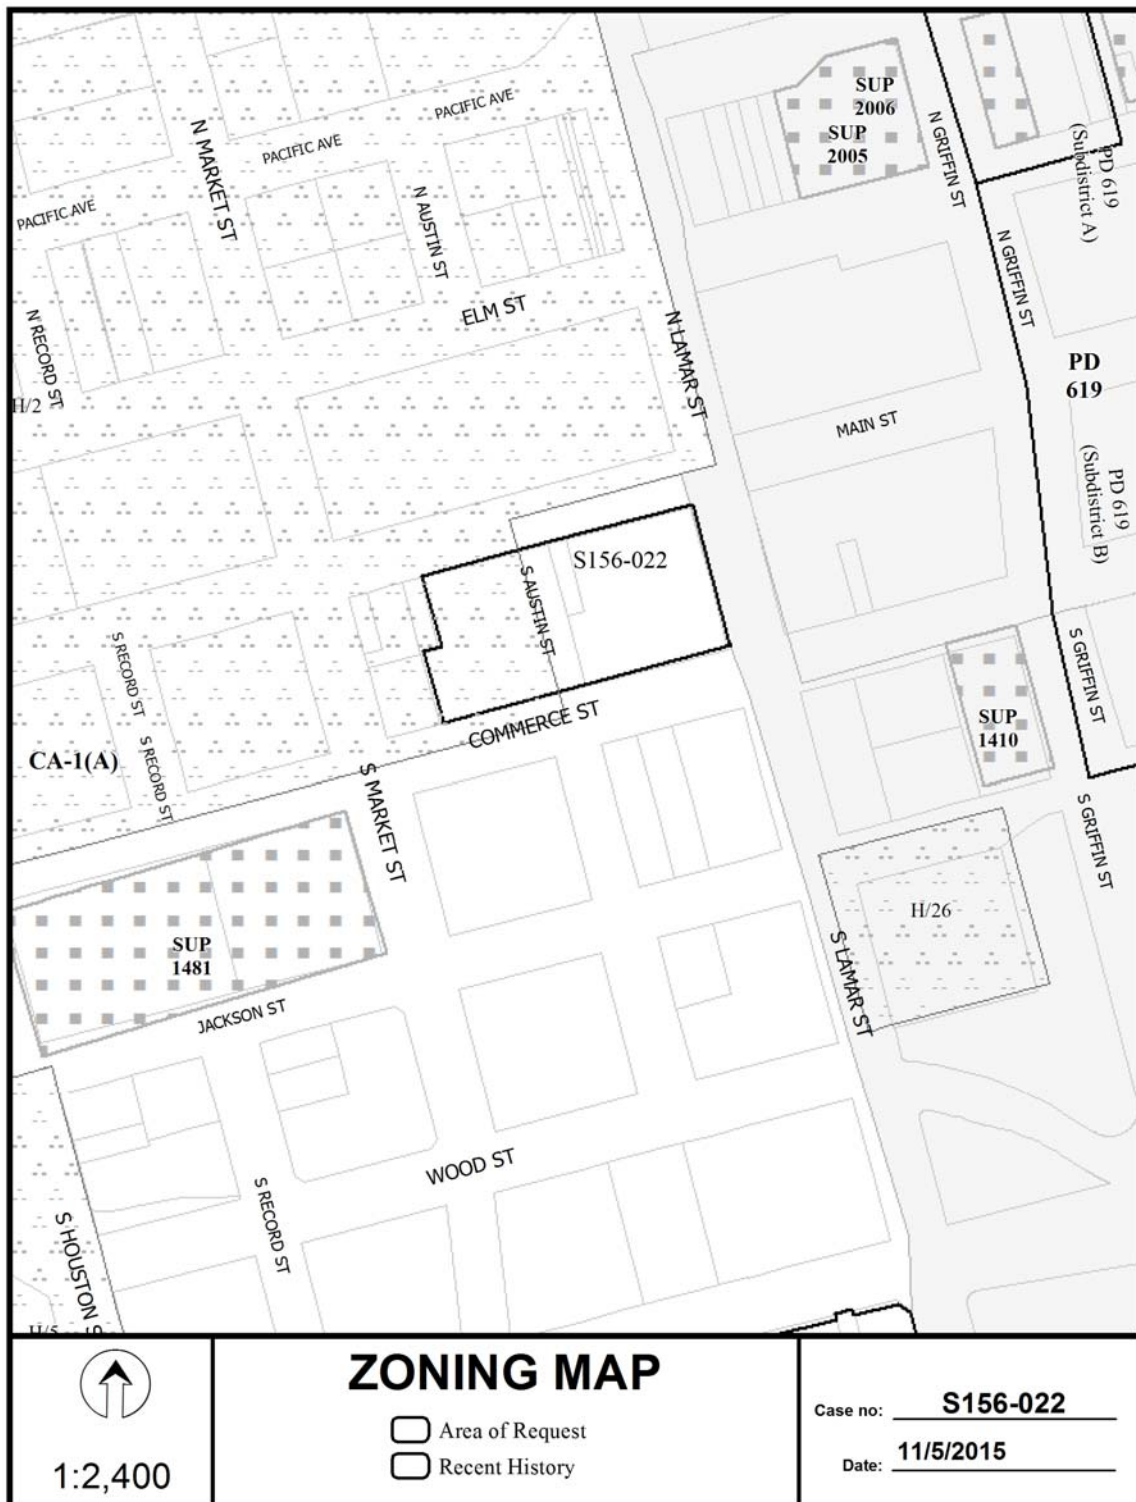 SUP
2006
SUP
2005
N GRIFFIN ST
PD 619
(Subdistrict A)
PACIFIC AVE
PACIFIC AVE
PACIFIC AVE
N MARKET ST
N AUSTIN ST
N GRIFFIN ST
ELM ST
N RECORD ST
N LAMAR ST
PD
619
H/2
MAIN ST
PD 619
(Subdistrict B)
S156-022
S AUSTIN ST
S RECORD ST
S GRIFFIN ST
SUP
1410
COMMERCE ST
CA-1(A)
S RECORD ST
S MARKET ST
S GRIFFIN ST
H/26
SUP
1481
S LAMAR ST
JACKSON ST
WOOD ST
S RECORD ST
S HOUSTON S
H/5
ZONING MAP
Area of Request
Recent History
1:2,400
Case no: S156-022
Date: 11/5/2015